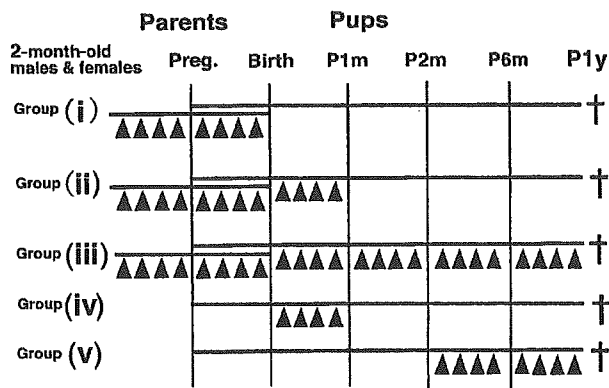 Parents Pups
2-month-old
males & females Preg. Birth P1m P2m P6m P1y
Group (i)
Group (ii)
Group (iii)
Group (iv)
Group (v)